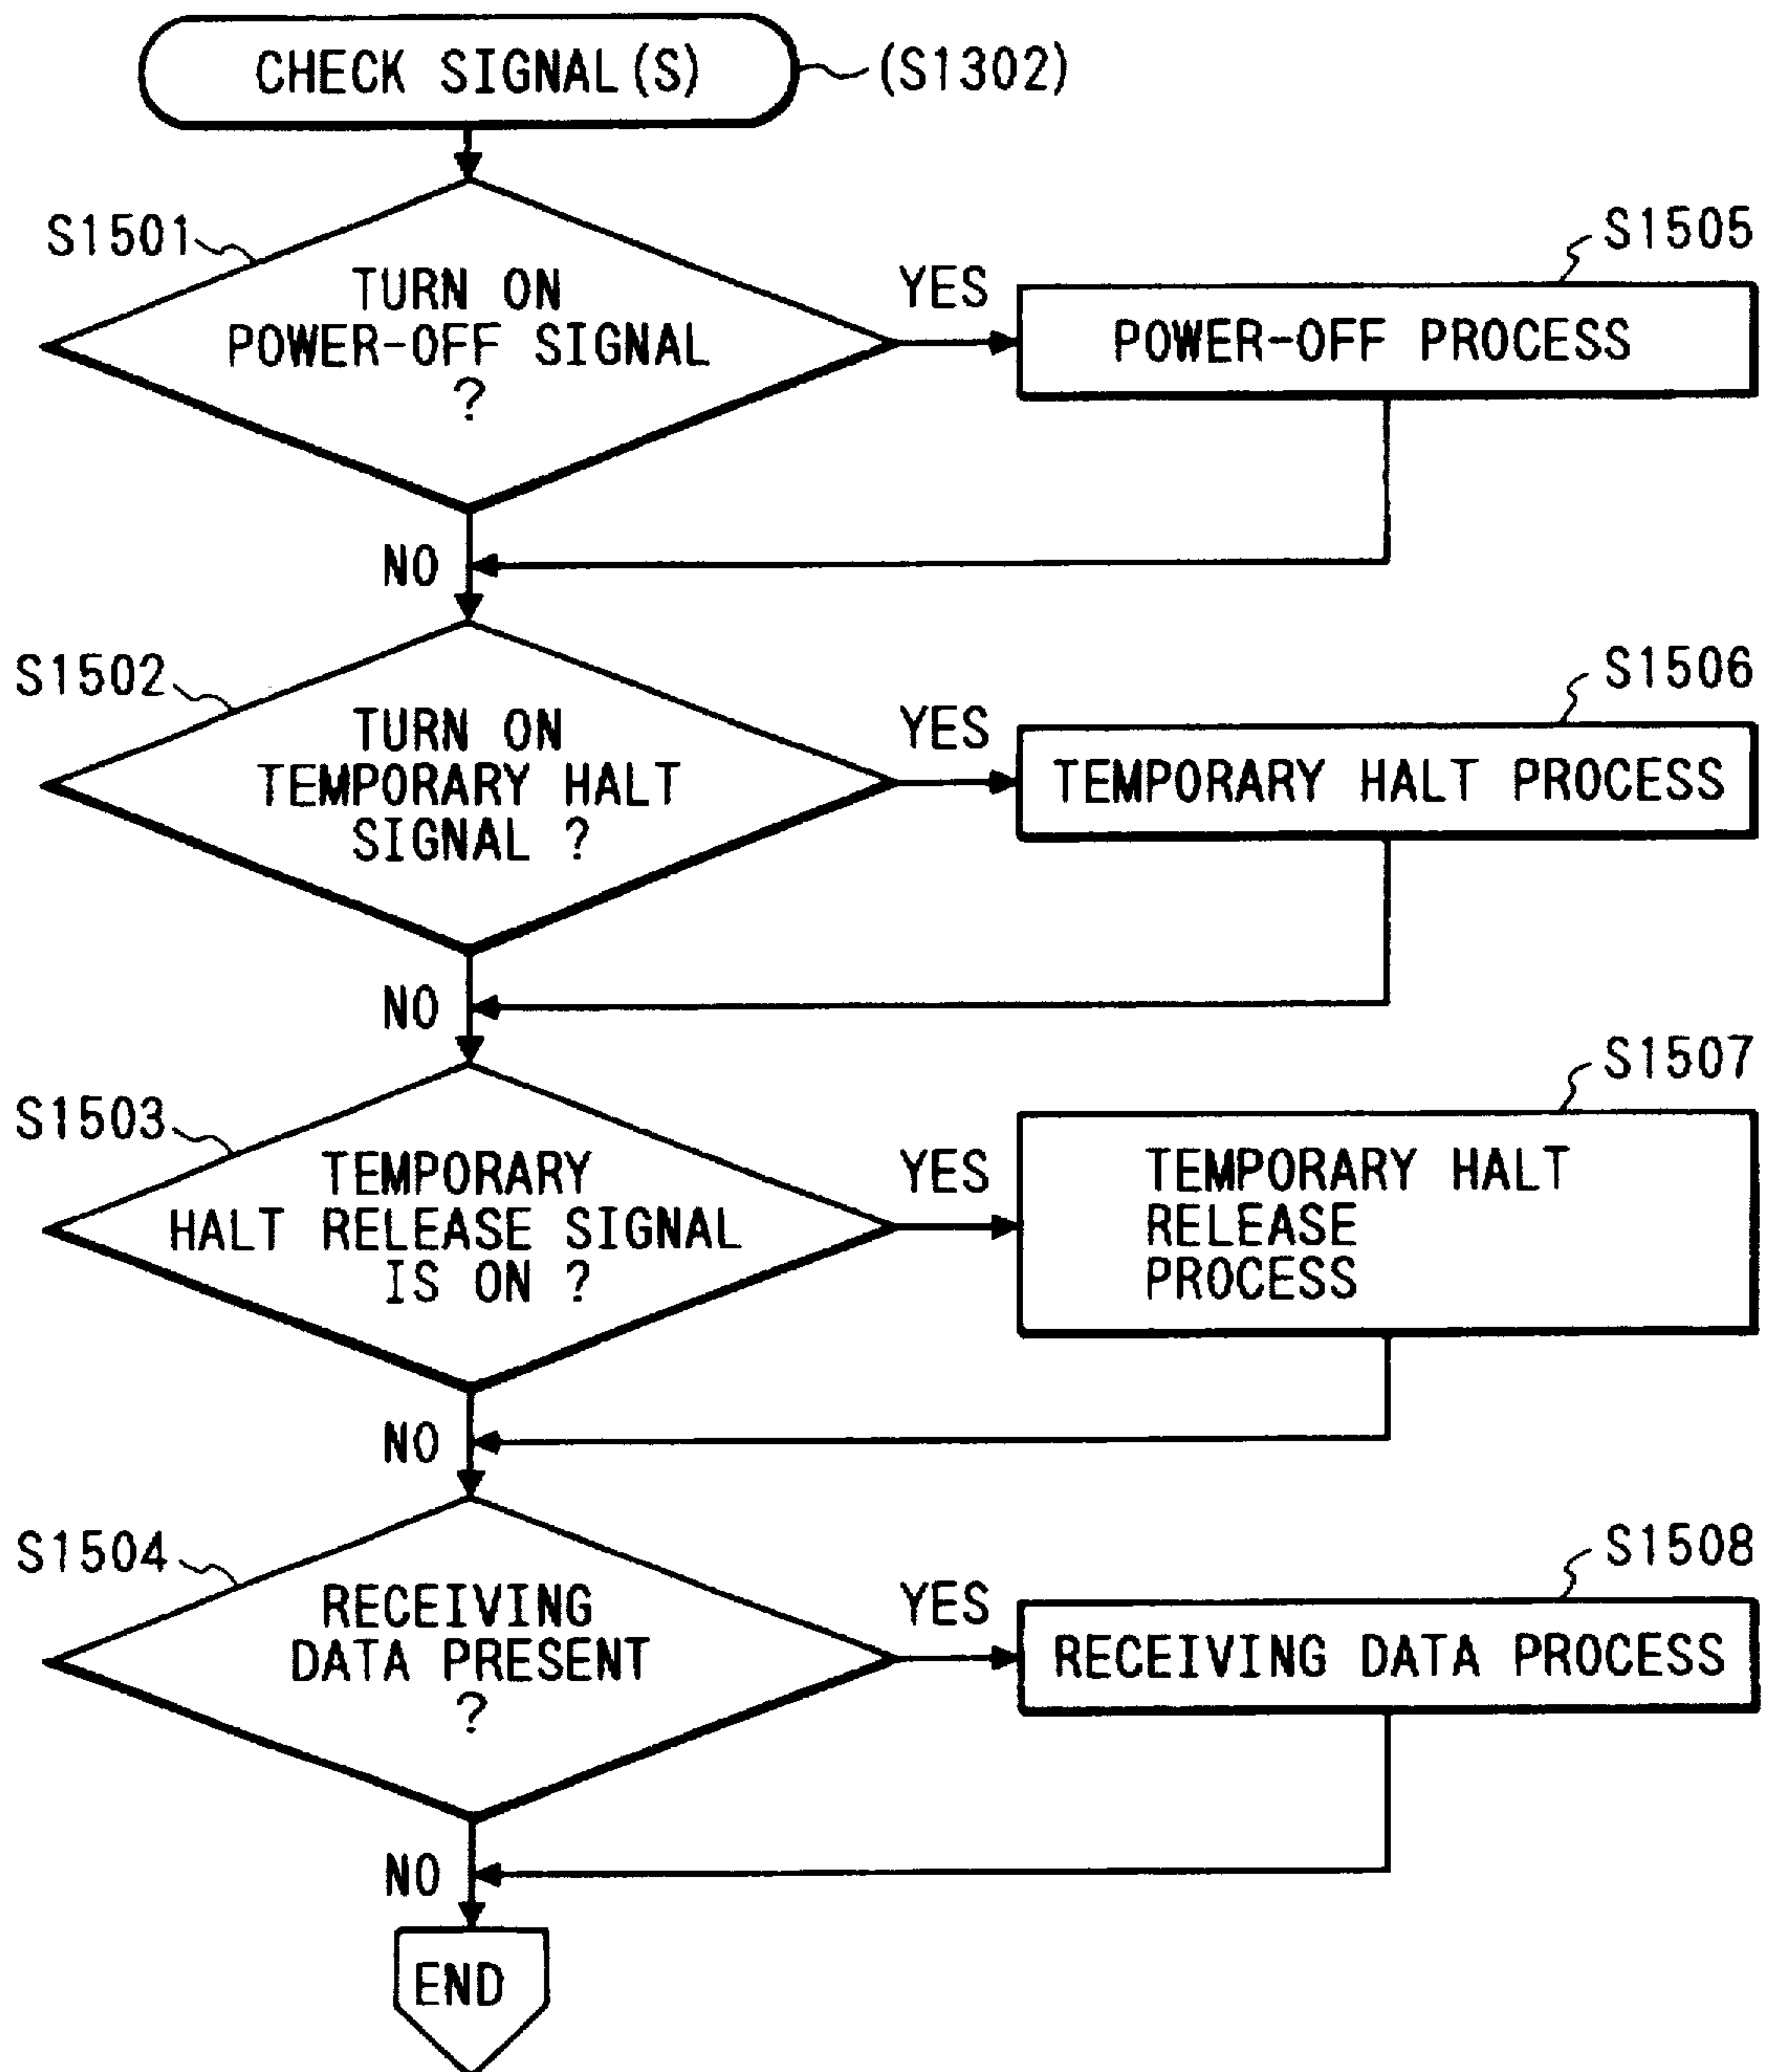 CHECK SIGNAL(S)
(S1302)
S1501
TURN ON
POWER-OFF SIGNAL
?
YES
S1505
POWER-OFF PROCESS
NO
S1502
TURN ON
TEMPORARY HALT
SIGNAL ?
YES
S1506
TEMPORARY HALT PROCESS
NO
S1503
TEMPORARY
HALT RELEASE SIGNAL
IS ON ?
YES
S1507
TEMPORARY HALT
RELEASE
PROCESS
NO
S1504
RECEIVING
DATA PRESENT
?
YES
S1508
RECEIVING DATA PROCESS
NO
END